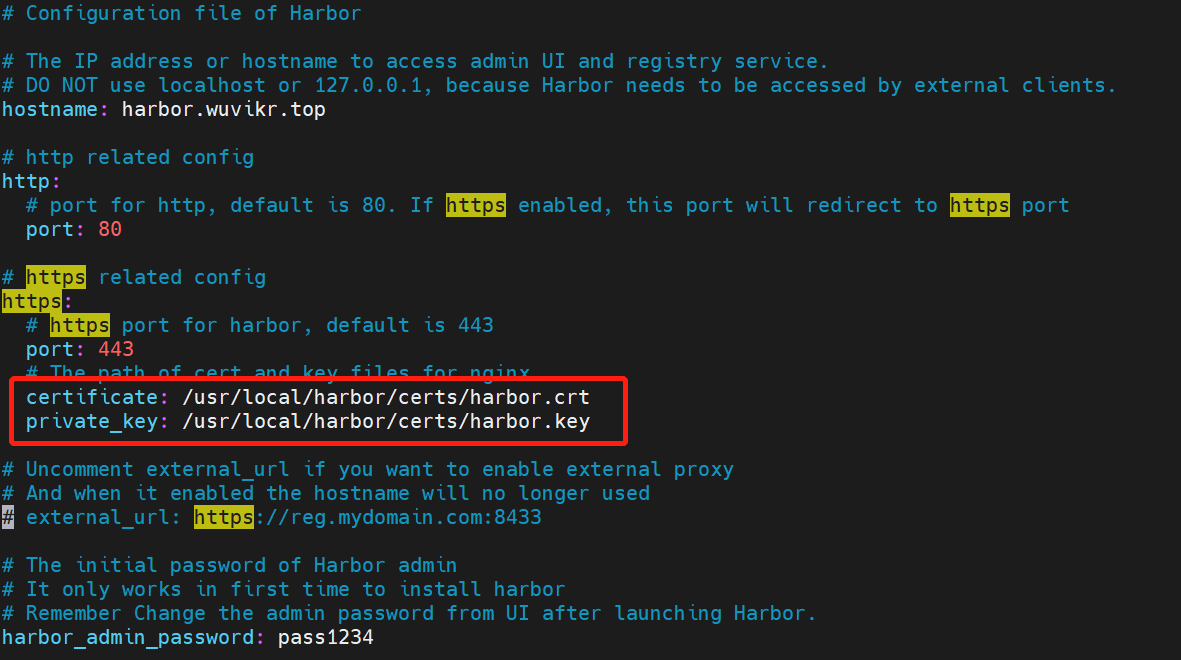 # Configuration file of Harbor
# The IP address or hostname to access admin UI and registry service.
# DO NOT use localhost or 127.0.0.1, because Harbor needs to be accessed by external clients.
hostname: harbor.wuvikr.top
# http related config
http:
# port for http, default is 80. If https enabled, this port will redirect to https port
port: 80
# https related config
https:
# https port for harbor, default is 443
port: 443
# The path of cert and key files for nginx
certificate: /usr/local/harbor/certs/harbor.crt
private_key: /usr/local/harbor/certs/harbor.key
# Uncomment external_url if you want to enable external proxy
# And when it enabled the hostname will no longer used
# external_url: https://reg.mydomain.com:8433
# The initial password of Harbor admin
# It only works in first time to install harbor
# Remember Change the admin password from UI after launching Harbor.
harbor_admin_password: pass1234